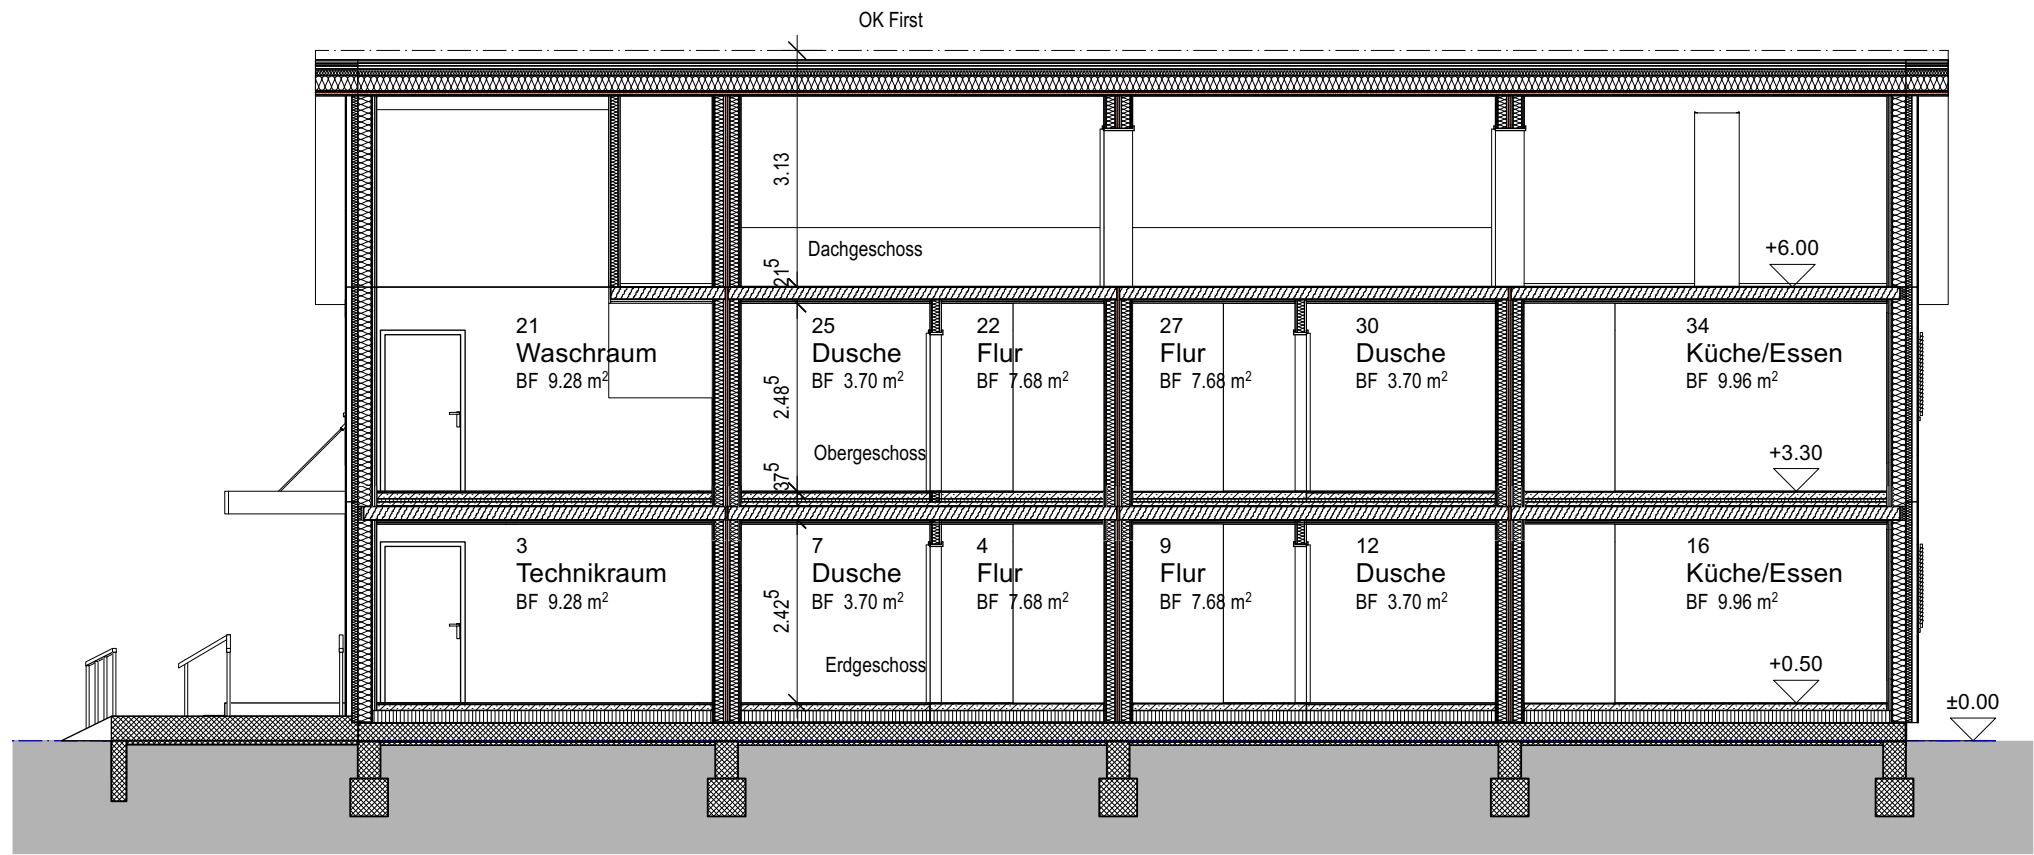 OK First
3.13
Dachgeschoss
+6.00
21⁵
21
Waschraum
BF 9.28 m²
25
Dusche
BF 3.70 m²
22
Flur
BF 7.68 m²
27
Flur
BF 7.68 m²
30
Dusche
BF 3.70 m²
34
Küche/Essen
BF 9.96 m²
2.48⁵
Obergeschoss
+3.30
37⁵
3
Technikraum
BF 9.28 m²
7
Dusche
BF 3.70 m²
4
Flur
BF 7.68 m²
9
Flur
BF 7.68 m²
12
Dusche
BF 3.70 m²
16
Küche/Essen
BF 9.96 m²
2.42⁵
Erdgeschoss
+0.50
±0.00